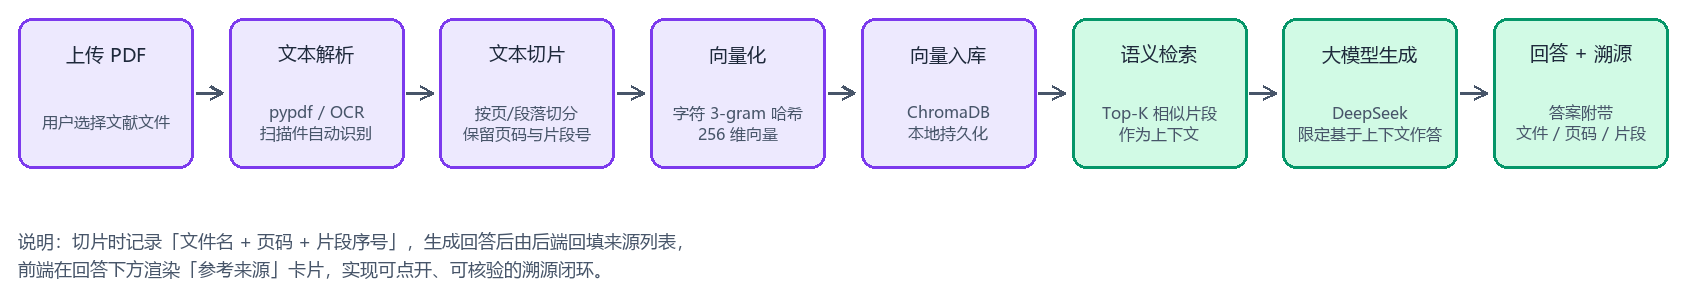 上传 PDF
用户选择文献文件
文本解析
pypdf / OCR
扫描件自动识别
文本切片
按页/段落切分
保留页码与片段号
向量化
字符 3-gram 哈希
256 维向量
向量入库
ChromaDB
本地持久化
语义检索
Top-K 相似片段
作为上下文
大模型生成
DeepSeek
限定基于上下文作答
回答 + 溯源
答案附带
文件 / 页码 / 片段
说明：切片时记录「文件名 + 页码 + 片段序号」，生成回答后由后端回填来源列表，
前端在回答下方渲染「参考来源」卡片，实现可点开、可核验的溯源闭环。